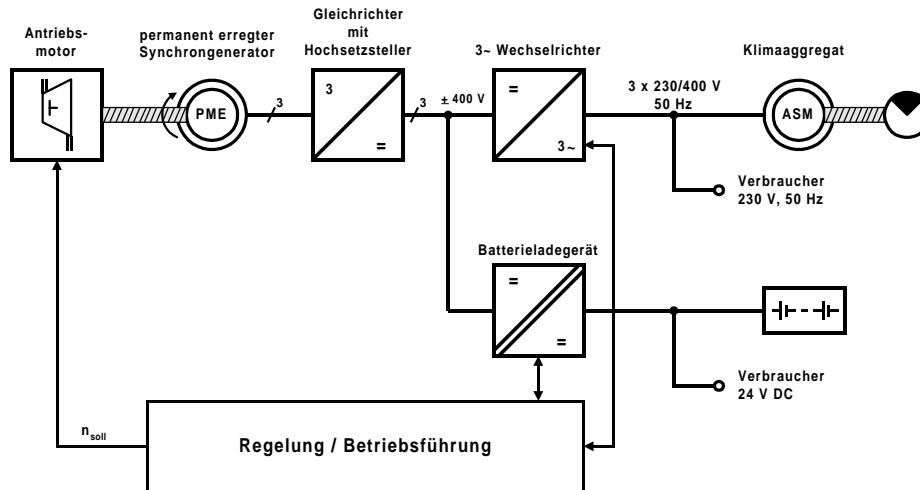 Antriebs-
motor
permanent erregter
Synchrongenerator
Gleichrichter
mit
Hochsetzsteller
3~ Wechselrichter
Klimaaggregat
PME
3
3
=
3
± 400 V
=
3~
3 x 230/400 V
50 Hz
ASM
Verbraucher
230 V, 50 Hz
Batterieladegerät
=
=
Verbraucher
24 V DC
n soll
Regelung / Betriebsführung